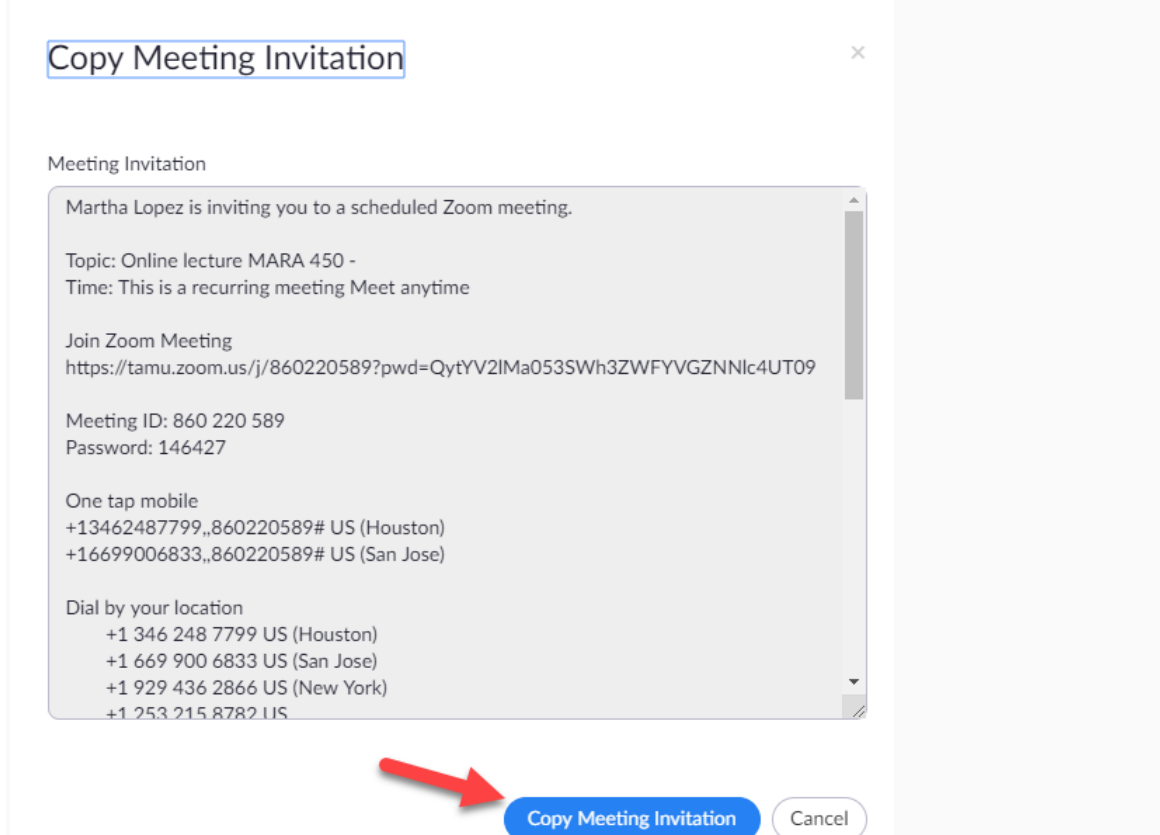 Copy Meeting Invitation
×
Meeting Invitation
Martha Lopez is inviting you to a scheduled Zoom meeting.
Topic: Online lecture MARA 450 -
Time: This is a recurring meeting Meet anytime
Join Zoom Meeting
https://tamu.zoom.us/j/860220589?pwd=QytYV2lMa053SWh3ZWFYVGZNNlc4UT09
Meeting ID: 860 220 589
Password: 146427
One tap mobile
+13462487799,,860220589# US (Houston)
+16699006833,,860220589# US (San Jose)
Dial by your location
+1 346 248 7799 US (Houston)
+1 669 900 6833 US (San Jose)
+1 929 436 2866 US (New York)
+1 253 215 8782 US
Copy Meeting Invitation
Cancel